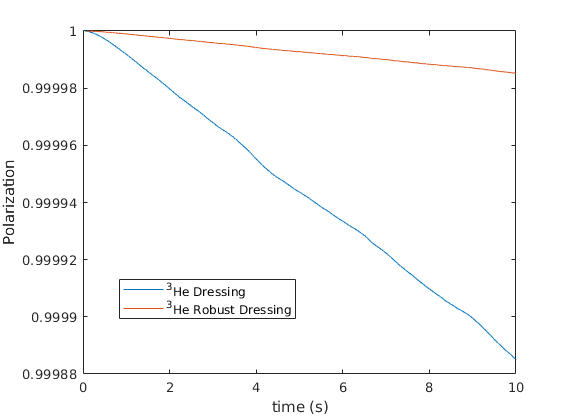 1
0.99998
0.99996
0.99994
0.99992
0.9999
0.99988
Polarization
³He Dressing
³He Robust Dressing
0 2 4 6 8 10
time (s)